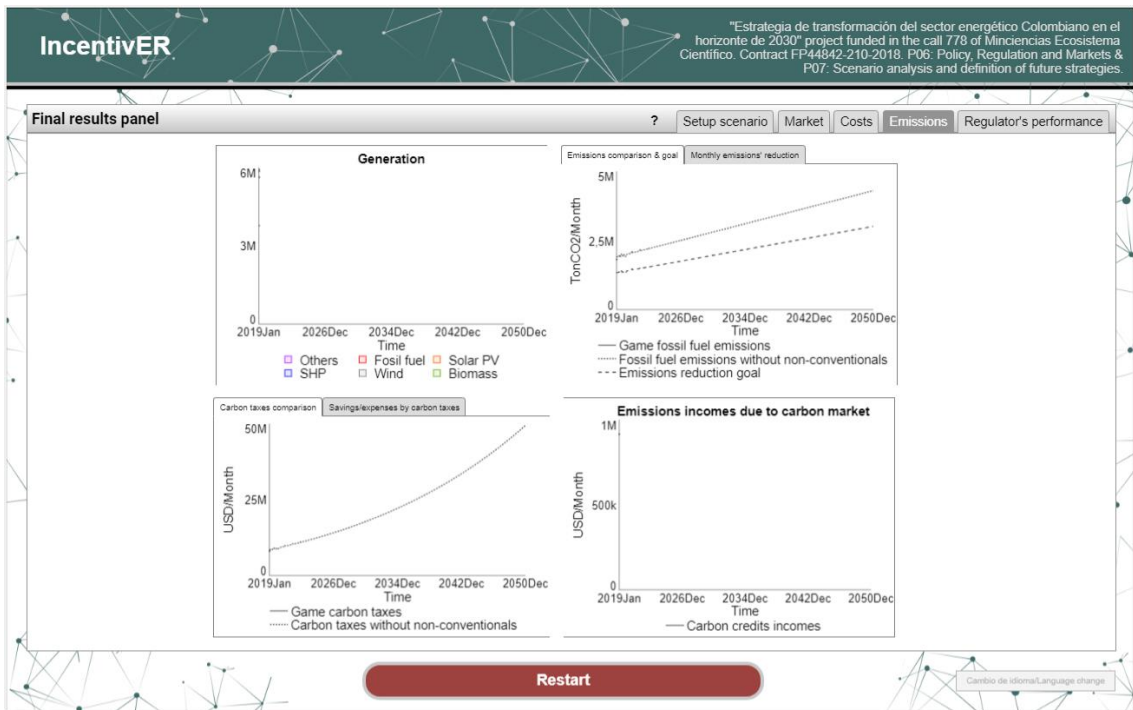 IncentivER
"Estrategia de transformación del sector energético Colombiano en el
horizonte de 2030" project funded in the call 778 of Minciencias Ecosistema
Científico. Contract FP44842-210-2018. P06: Policy, Regulation and Markets &
P07: Scenario analysis and definition of future strategies.
Final results panel
? Setup scenario Market Costs Emissions Regulator's performance
Generation
6M
3M
0
2019Jan 2026Dec 2034Dec 2042Dec 2050Dec
Time
Others Fosil fuel Solar PV
SHP Wind Biomass
Emissions comparison & goal Monthly emissions' reduction
TonCO2/Month
5M
2,5M
0
2019Jan 2026Dec 2034Dec 2042Dec 2050Dec
Time
Game fossil fuel emissions
Fossil fuel emissions without non-conventionals
Emissions reduction goal
Carbon taxes comparison Savings/expenses by carbon taxes
USD/Month
50M
25M
0
2019Jan 2026Dec 2034Dec 2042Dec 2050Dec
Time
Game carbon taxes
Carbon taxes without non-conventionals
Emissions incomes due to carbon market
USD/Month
1M
500k
0
2019Jan 2026Dec 2034Dec 2042Dec 2050Dec
Time
Carbon credits incomes
Restart
Cambio de idioma/Language change